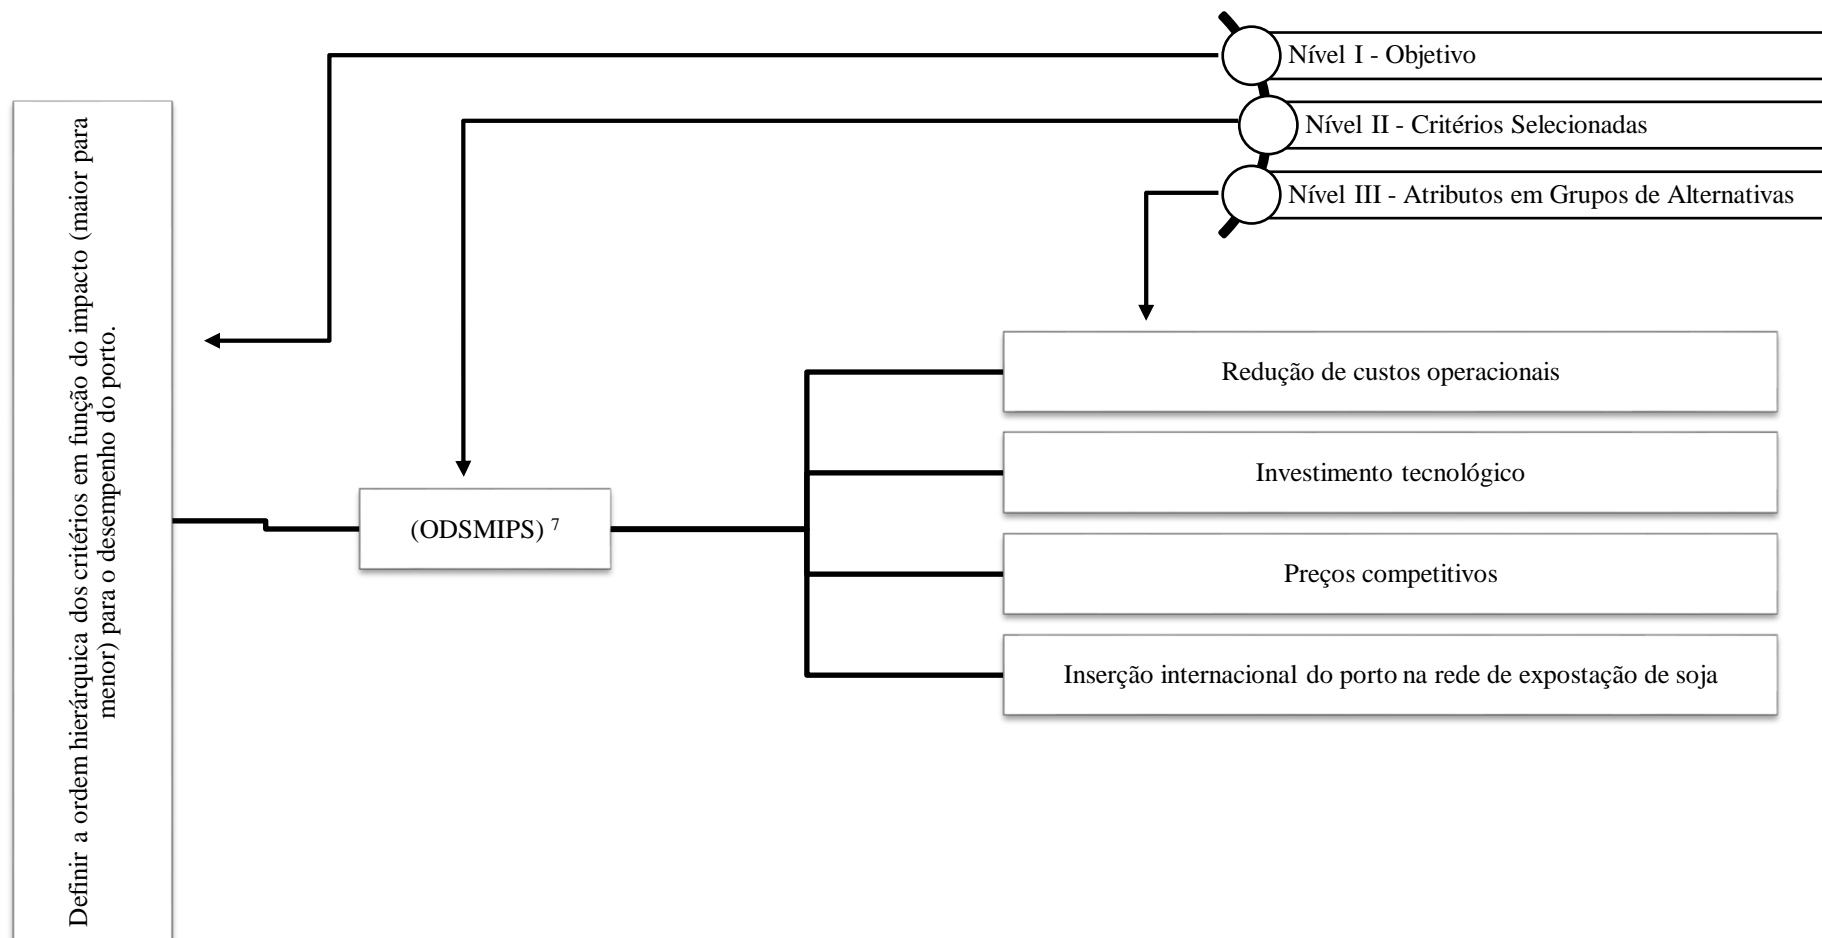 Nível I - Objetivo
Nível II - Critérios Selecionadas
Nível III - Atributos em Grupos de Alternativas
Definir a ordem hierárquica dos critérios em função do impacto (maior para
menor) para o desempenho do porto.
(ODSMIPS) ⁷
Redução de custos operacionais
Investimento tecnológico
Preços competitivos
Inserção internacional do porto na rede de expostação de soja